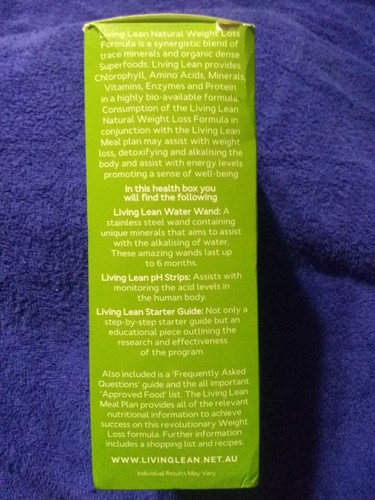 Living Lean Natural Weight Loss
Formula is a synergistic blend of
trace minerals and organic dense
Superfoods. Living Lean provides
Chlorophyll, Amino Acids, Minerals,
Vitamins, Enzymes and Protein
in a highly bio-available formula.
Consumption of the Living Lean
Natural Weight Loss Formula in
conjunction with the Living Lean
Meal plan may assist with weight
loss, detoxifying and alkalising the
body and assist with energy levels
promoting a sense of well-being
In this health box you
will find the following
Living Lean Water Wand: A
stainless steel wand containing
unique minerals that aims to assist
with the alkalising of water.
These amazing wands last up
to 6 months.
Living Lean pH Strips: Assists with
monitoring the acid levels in
the human body.
Living Lean Starter Guide: Not only a
step-by-step starter guide but an
educational piece outlining the
research and effectiveness
of the program.
Also included is a 'Frequently Asked
Questions' guide and the all important
'Approved Food' list. The Living Lean
Meal Plan provides all of the relevant
nutritional information to achieve
success on this revolutionary Weight
Loss formula. Further information
includes a shopping list and recipes.
WWW.LIVINGLEAN.NET.AU
Individual Results May Vary